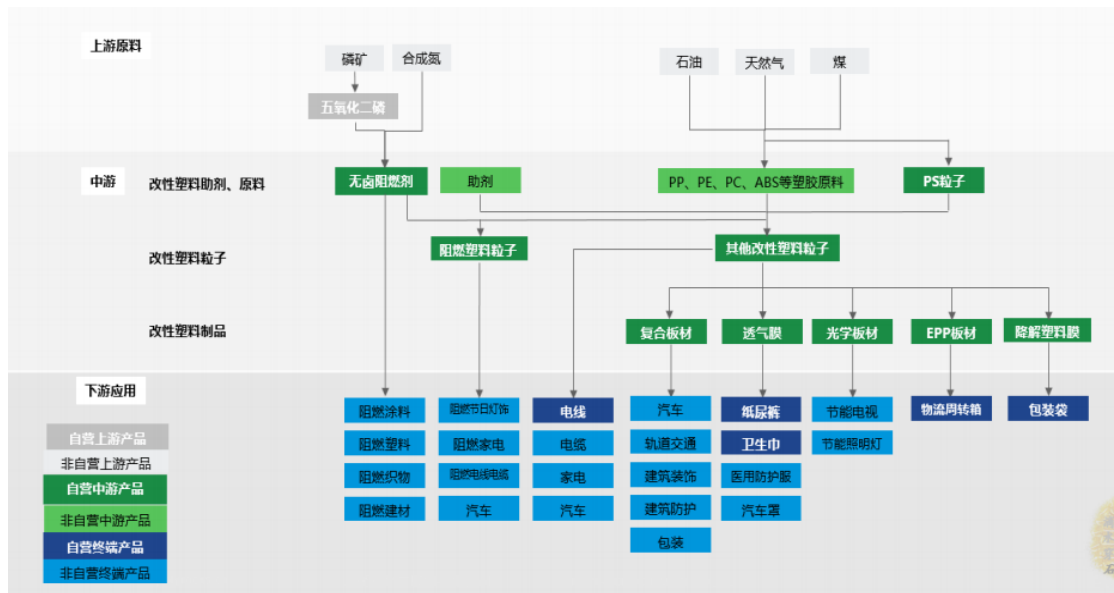 上游原料
磷矿
合成氮
石油
天然气
煤
五氧化二磷
中游
改性塑料助剂、原料
无卤阻燃剂
助剂
PP、PE、PC、ABS等塑胶原料
PS粒子
改性塑料粒子
阻燃塑料粒子
其他改性塑料粒子
改性塑料制品
复合板材
透气膜
光学板材
EPP板材
降解塑料膜
下游应用
阻燃涂料
阻燃节日灯饰
电线
汽车
纸尿裤
节能电视
物流周转箱
包装袋
阻燃塑料
阻燃家电
电缆
轨道交通
卫生巾
节能照明灯
阻燃织物
阻燃电线电缆
家电
建筑装饰
医用防护服
阻燃建材
汽车
汽车
建筑防护
汽车罩
包装
自营上游产品
非自营上游产品
自营中游产品
非自营中游产品
自营终端产品
非自营终端产品